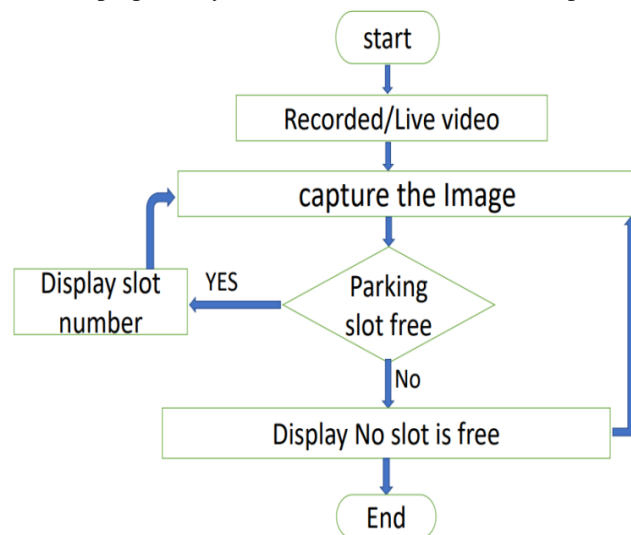 start
Recorded/Live video
capture the Image
Parking
slot free
YES
Display slot
number
No
Display No slot is free
End